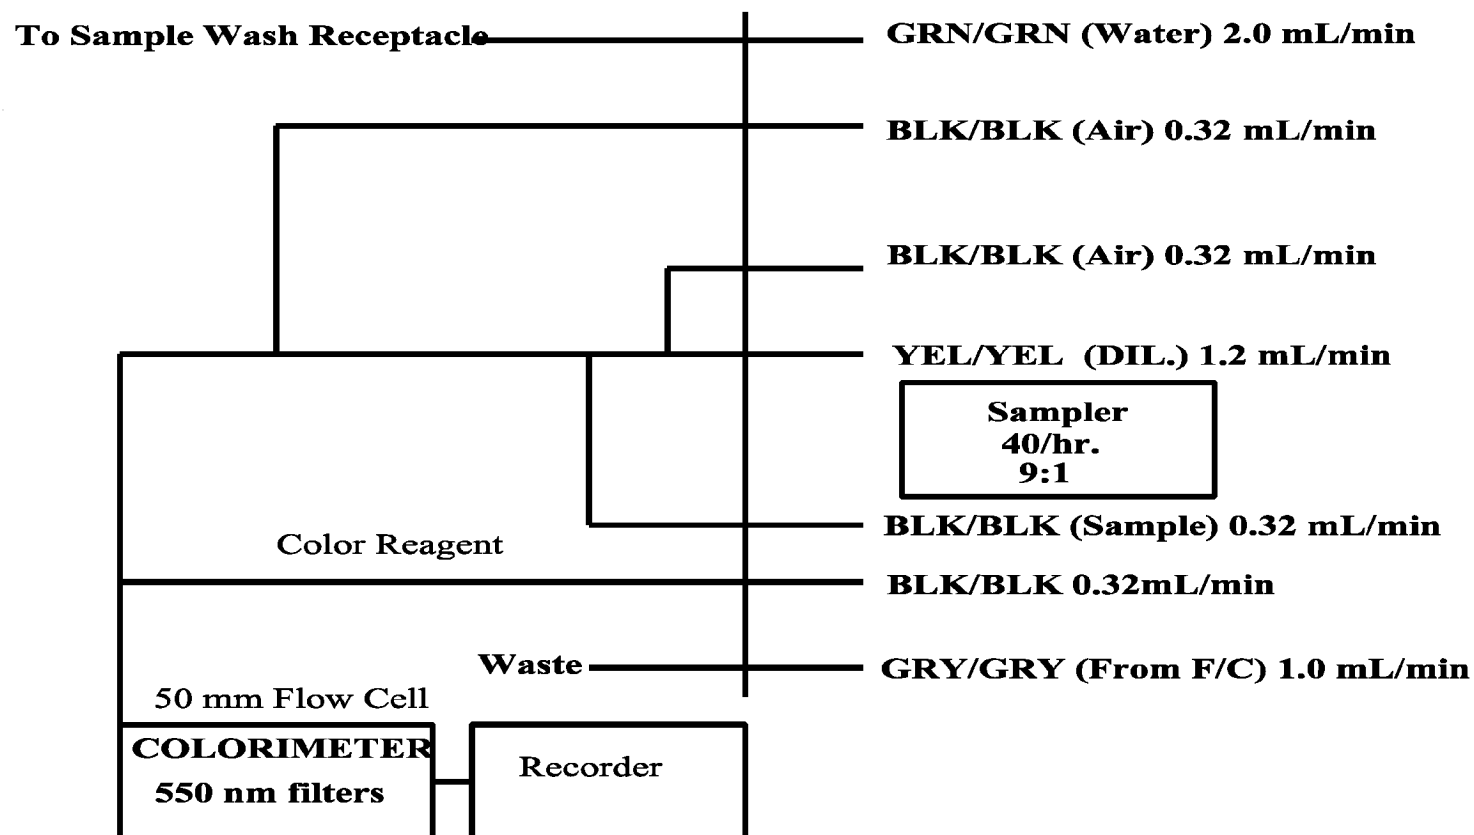 To Sample Wash Receptacle
GRN/GRN (Water) 2.0 mL/min
BLK/BLK (Air) 0.32 mL/min
BLK/BLK (Air) 0.32 mL/min
YEL/YEL (DIL.) 1.2 mL/min
Sampler
40/hr.
9:1
BLK/BLK (Sample) 0.32 mL/min
Color Reagent
BLK/BLK 0.32mL/min
Waste
GRY/GRY (From F/C) 1.0 mL/min
50 mm Flow Cell
COLORIMETER
550 nm filters
Recorder